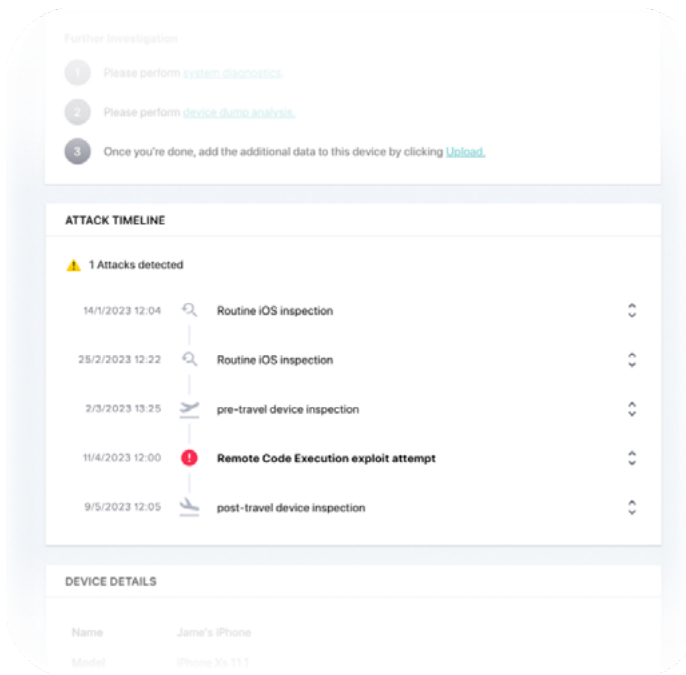 Further Investigation
1 Please perform system diagnostics.
2 Please perform device dump analysis.
3 Once you're done, add the additional data to this device by clicking Upload.
ATTACK TIMELINE
1 Attacks detected
14/1/2023 12:04 Routine iOS inspection
25/2/2023 12:22 Routine iOS inspection
2/3/2023 13:25 pre-travel device inspection
11/4/2023 12:00 Remote Code Execution exploit attempt
9/5/2023 12:05 post-travel device inspection
DEVICE DETAILS
Name Jame's iPhone
Model iPhone Xs